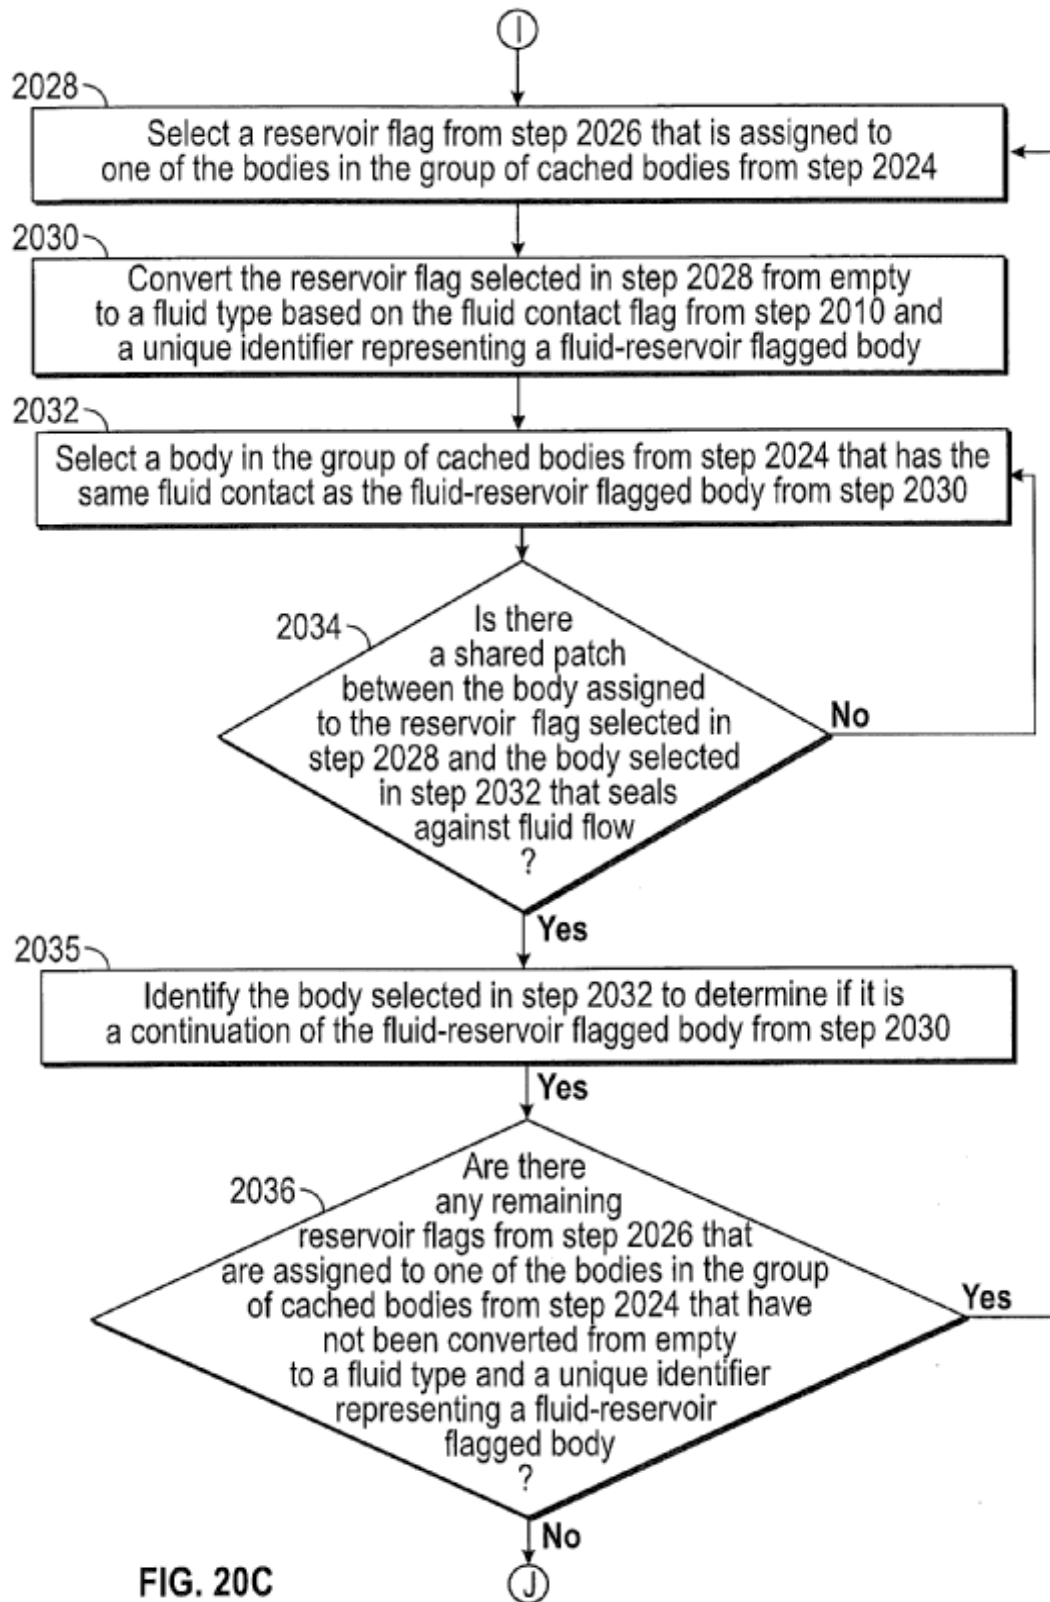 I
2028
Select a reservoir flag from step 2026 that is assigned to
one of the bodies in the group of cached bodies from step 2024
2030
Convert the reservoir flag selected in step 2028 from empty
to a fluid type based on the fluid contact flag from step 2010 and
a unique identifier representing a fluid-reservoir flagged body
2032
Select a body in the group of cached bodies from step 2024 that has the
same fluid contact as the fluid-reservoir flagged body from step 2030
2034
Is there
a shared patch
between the body assigned
to the reservoir flag selected in
step 2028 and the body selected
in step 2032 that seals
against fluid flow
?
No
Yes
2035
Identify the body selected in step 2032 to determine if it is
a continuation of the fluid-reservoir flagged body from step 2030
Yes
2036
Are there
any remaining
reservoir flags from step 2026 that
are assigned to one of the bodies in the group
of cached bodies from step 2024 that have
not been converted from empty
to a fluid type and a unique identifier
representing a fluid-reservoir
flagged body
?
Yes
No
J
FIG. 20C